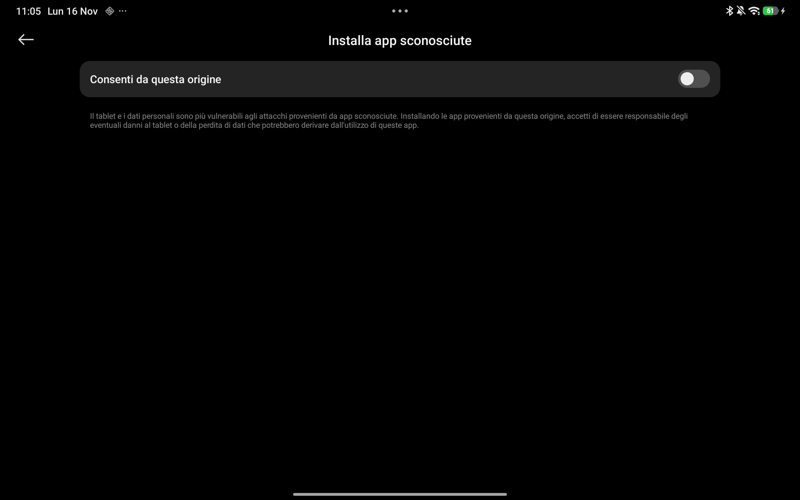 11:05 Lun 16 Nov
61
Installa app sconosciute
Consenti da questa origine
Il tablet e i dati personali sono più vulnerabili agli attacchi provenienti da app sconosciute. Installando le app provenienti da questa origine, accetti di essere responsabile degli
eventuali danni al tablet o della perdita di dati che potrebbero derivare dall'utilizzo di queste app.